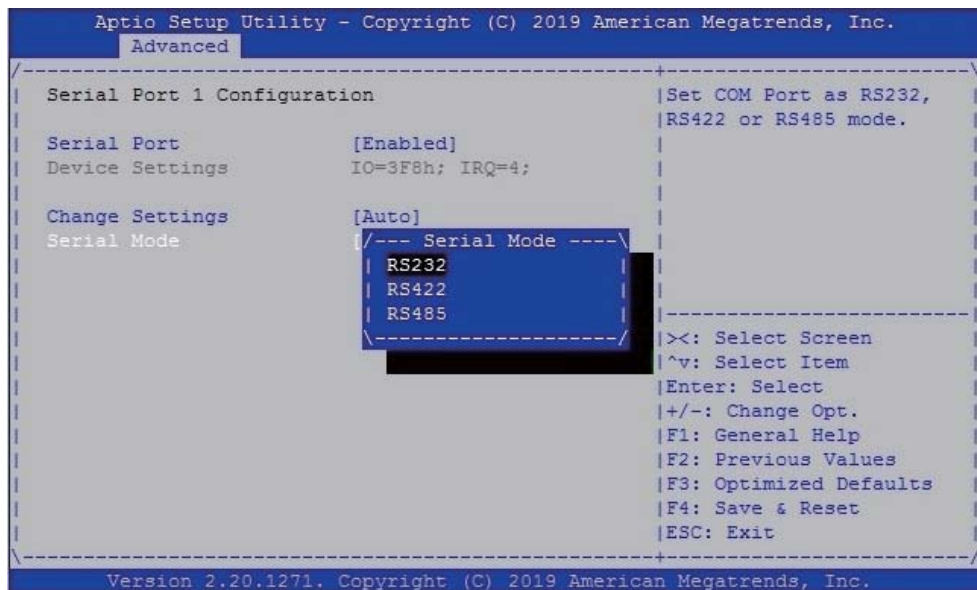 Aptio Setup Utility - Copyright (C) 2019 American Megatrends, Inc.
Advanced
/----------------------------------------------------+-------------------------\
Serial Port 1 Configuration
Serial Port [Enabled]
Device Settings IO=3F8h; IRQ=4;
Change Settings [Auto]
Serial Mode [
/--- Serial Mode ----\
RS232
RS422
RS485
\--------------------/
Set COM Port as RS232,
RS422 or RS485 mode.
><: Select Screen
^v: Select Item
Enter: Select
+/-: Change Opt.
F1: General Help
F2: Previous Values
F3: Optimized Defaults
F4: Save & Reset
ESC: Exit
Version 2.20.1271. Copyright (C) 2019 American Megatrends, Inc.